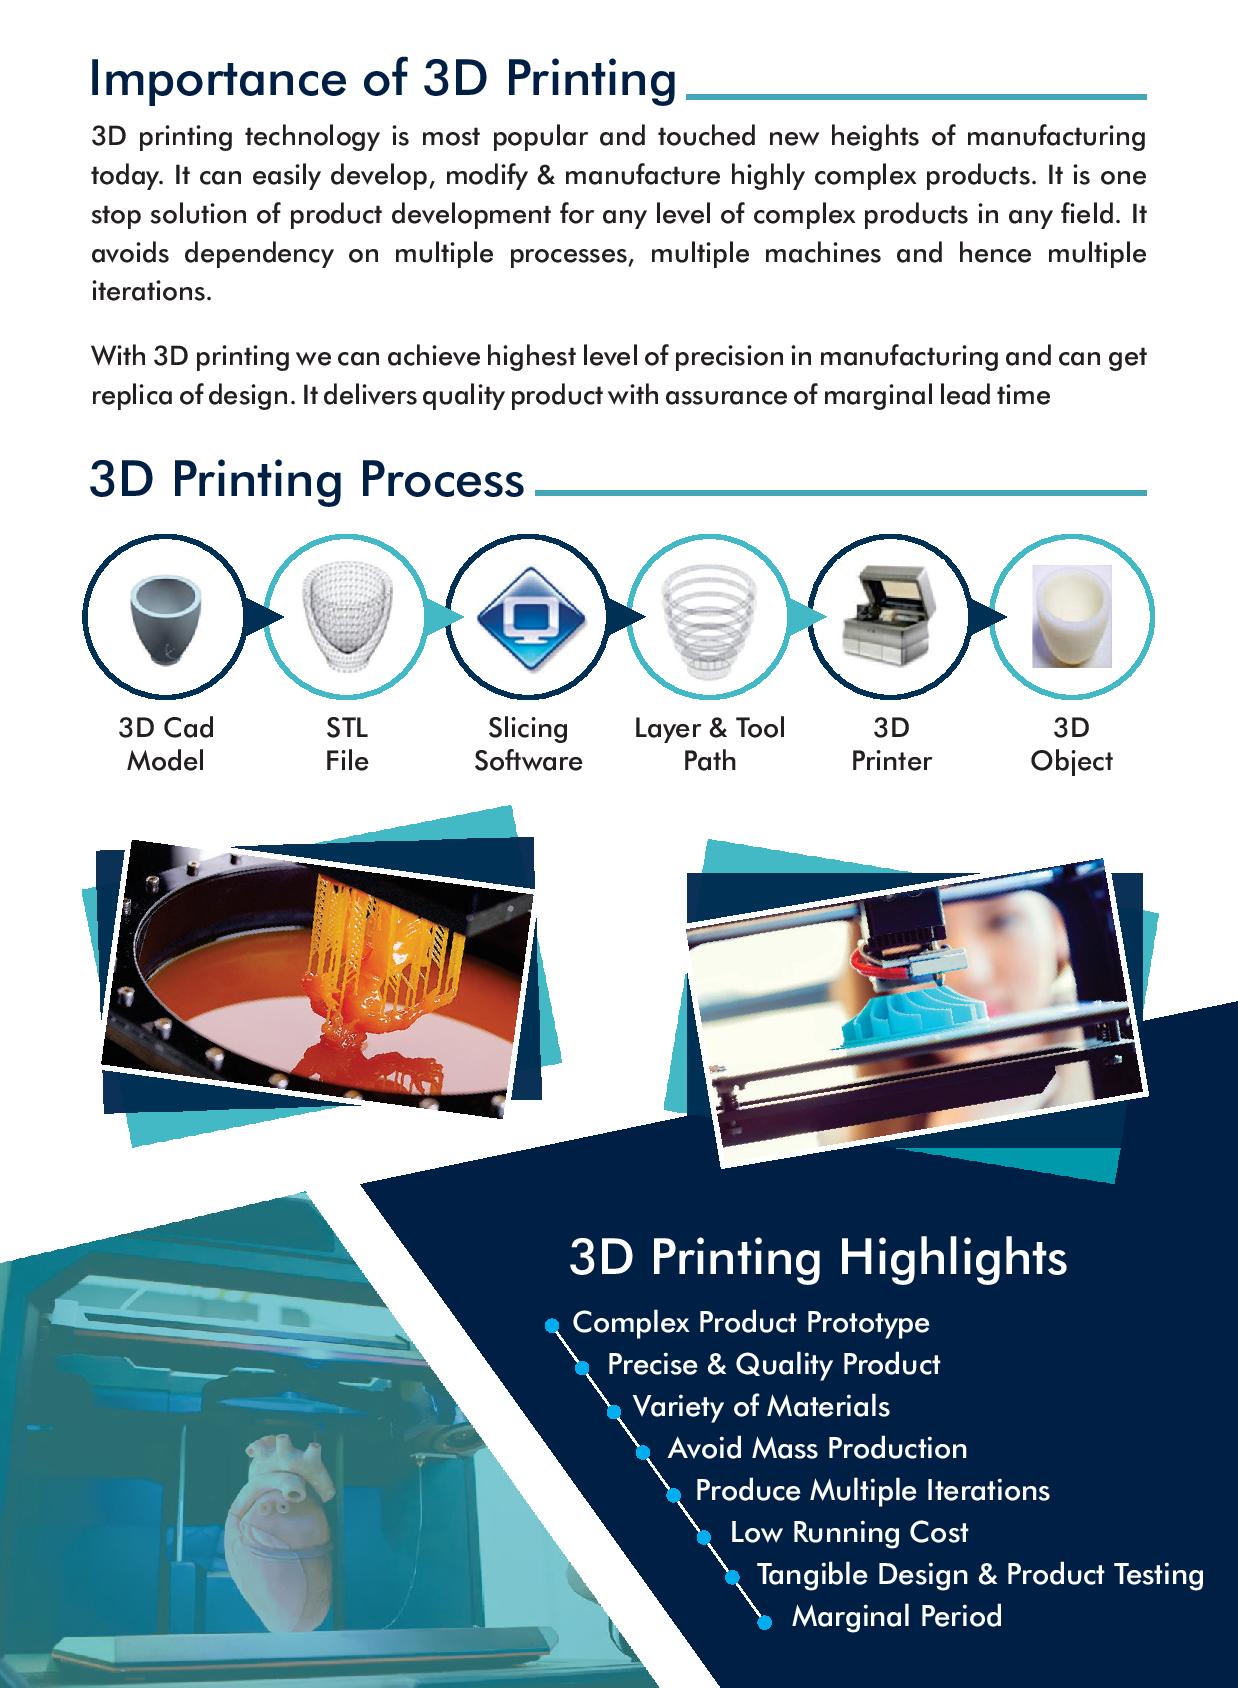 Importance of 3D Printing
3D printing technology is most popular and touched new heights of manufacturing
today. It can easily develop, modify & manufacture highly complex products. It is one
stop solution of product development for any level of complex products in any field. It
avoids dependency on multiple processes, multiple machines and hence multiple
iterations.
With 3D printing we can achieve highest level of precision in manufacturing and can get
replica of design. It delivers quality product with assurance of marginal lead time
3D Printing Process
3D Cad
Model
STL
File
Slicing
Software
Layer & Tool
Path
3D
Printer
3D
Object
3D Printing Highlights
Complex Product Prototype
Precise & Quality Product
Variety of Materials
Avoid Mass Production
Produce Multiple Iterations
Low Running Cost
Tangible Design & Product Testing
Marginal Period